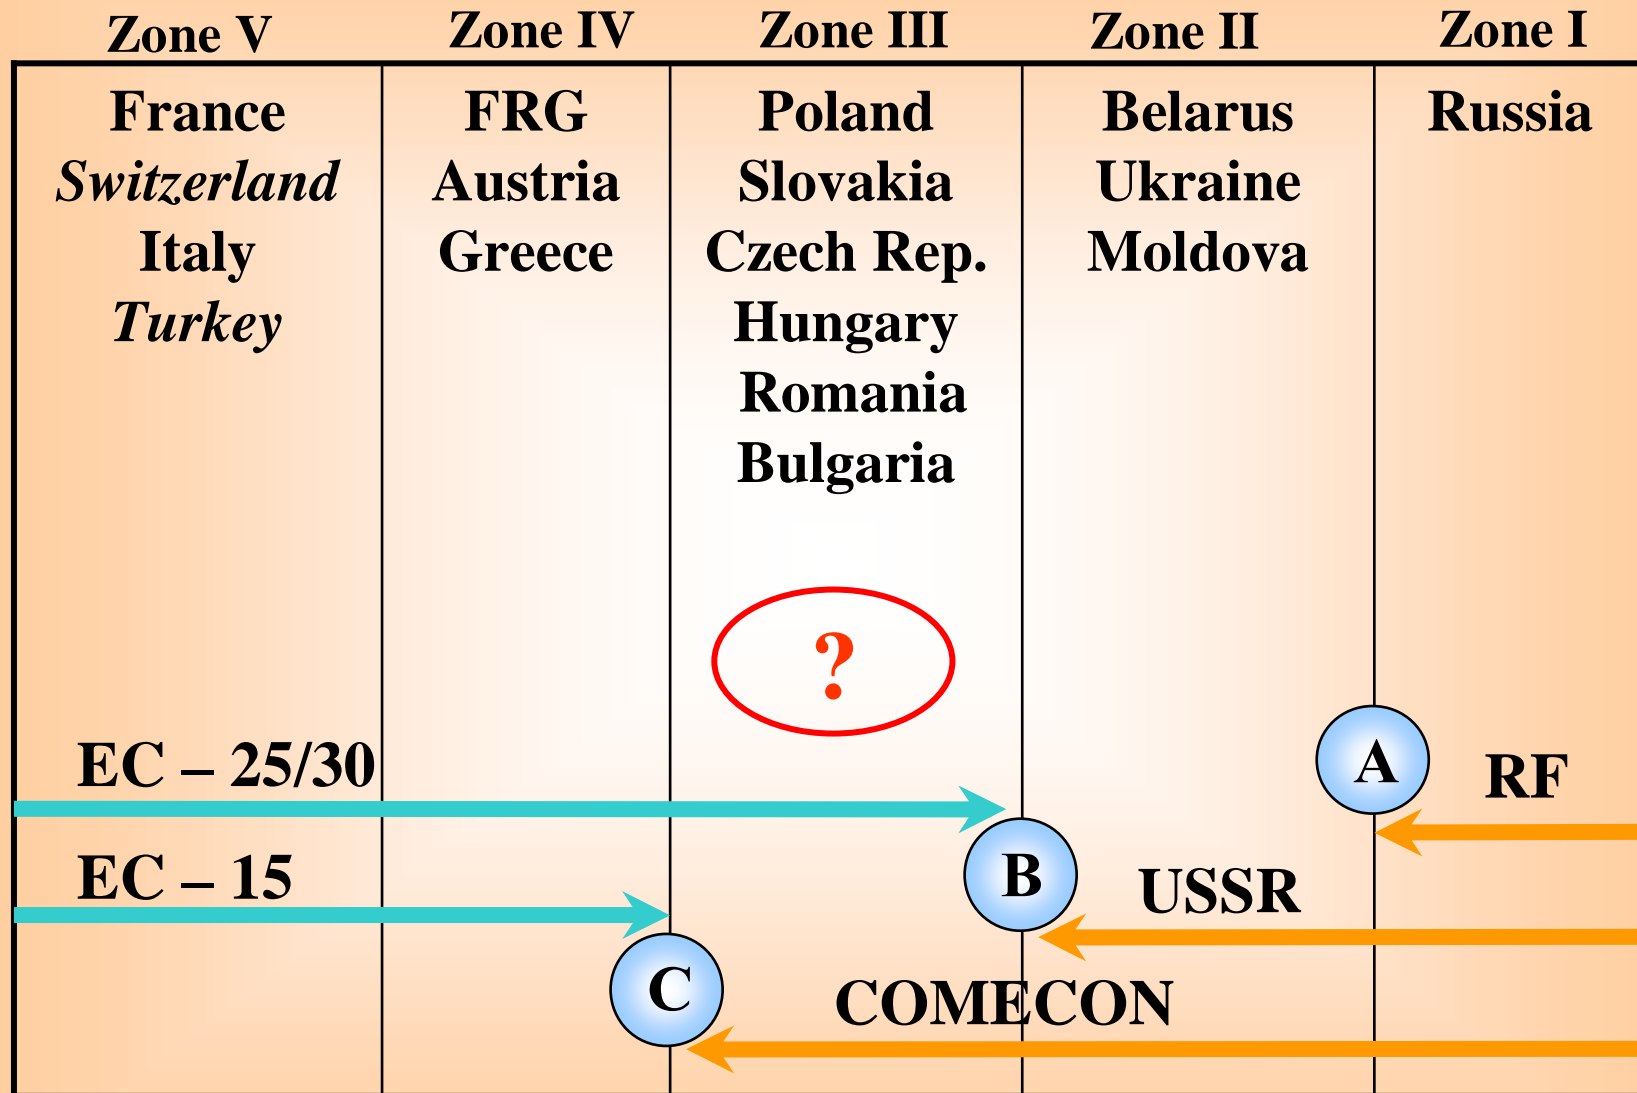 Zone V
Zone IV
Zone III
Zone II
Zone I
France
Switzerland
Italy
Turkey
FRG
Austria
Greece
Poland
Slovakia
Czech Rep.
Hungary
Romania
Bulgaria
Belarus
Ukraine
Moldova
Russia
?
EC – 25/30
A
RF
EC – 15
B
USSR
C
COMECON